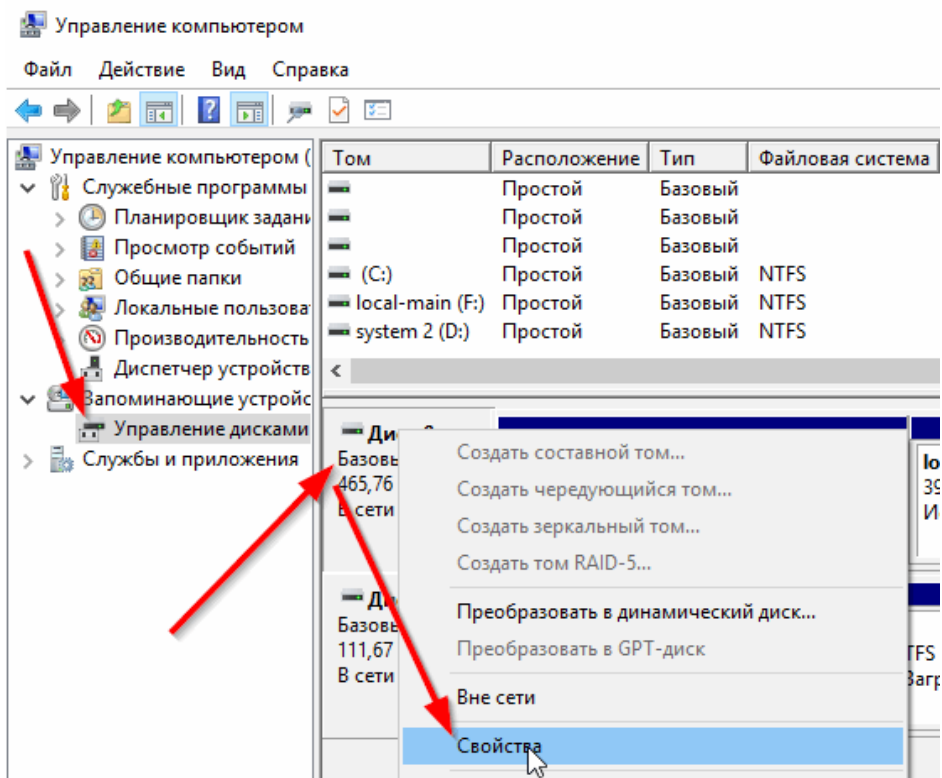 Управление компьютером
Файл Действие Вид Справка
Управление компьютером (
Служебные программы
Планировщик задани
Просмотр событий
Общие папки
Локальные пользова
Производительность
Диспетчер устройств
Запоминающие устройс
Управление дисками
Службы и приложения
Том Расположение Тип Файловая система
Простой Базовый
Простой Базовый
Простой Базовый
(C:) Простой Базовый NTFS
local-main (F:) Простой Базовый NTFS
system 2 (D:) Простой Базовый NTFS
Базовы
465,76
В сети
Базовы
111,67
В сети
Создать составной том...
Создать чередующийся том...
Создать зеркальный том...
Создать том RAID-5...
Преобразовать в динамический диск...
Преобразовать в GPT-диск
Вне сети
Свойства
lo
39
И
TFS
Загр